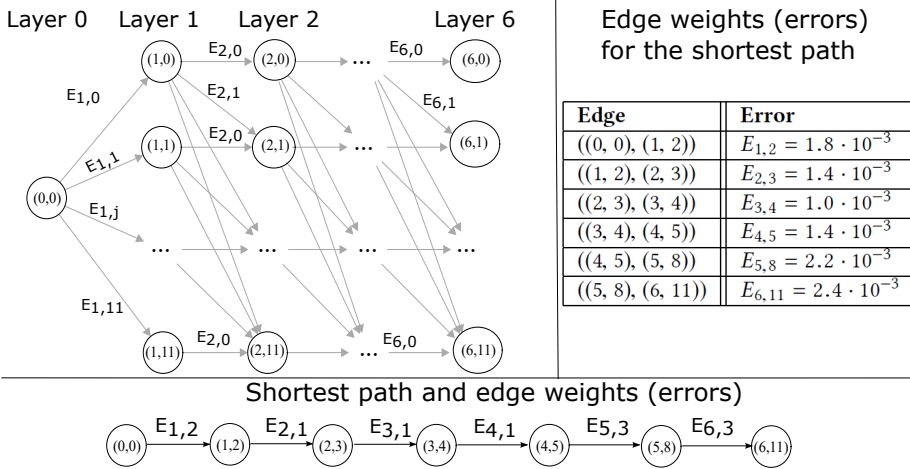 Layer 0 Layer 1 Layer 2 Layer 6
E1,0 E2,0 E6,0
(1,0) (2,0) ... (6,0)
E2,1 E6,1
E1,1 E2,0
(1,1) (2,1) ... (6,1)
(0,0)
E1,j
... ... ... ...
E1,11 E2,0 E6,0
(1,11) (2,11) ... (6,11)
Edge weights (errors)
for the shortest path
Edge Error
((0, 0), (1, 2)) E1,2 = 1.8 · 10⁻³
((1, 2), (2, 3)) E2,3 = 1.4 · 10⁻³
((2, 3), (3, 4)) E3,4 = 1.0 · 10⁻³
((3, 4), (4, 5)) E4,5 = 1.4 · 10⁻³
((4, 5), (5, 8)) E5,8 = 2.2 · 10⁻³
((5, 8), (6, 11)) E6,11 = 2.4 · 10⁻³
Shortest path and edge weights (errors)
E1,2 E2,1 E3,1 E4,1 E5,3 E6,3
(0,0) (1,2) (2,3) (3,4) (4,5) (5,8) (6,11)